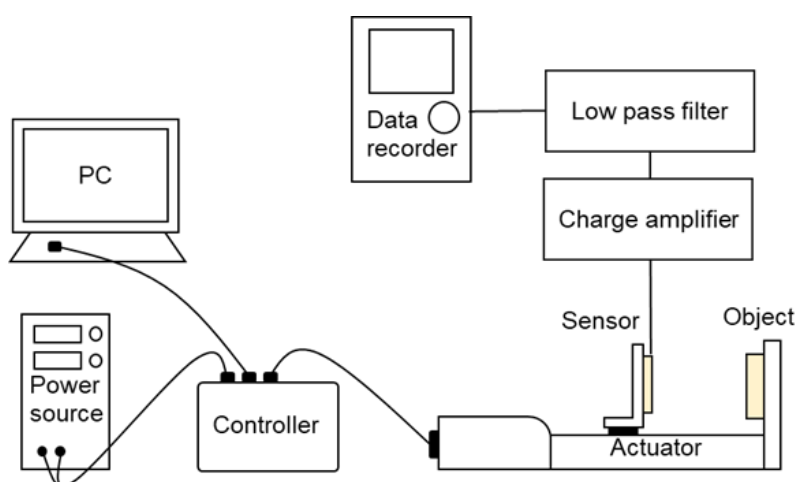 Data
recorder
Low pass filter
PC
Charge amplifier
Sensor
Object
Power
source
Controller
Actuator